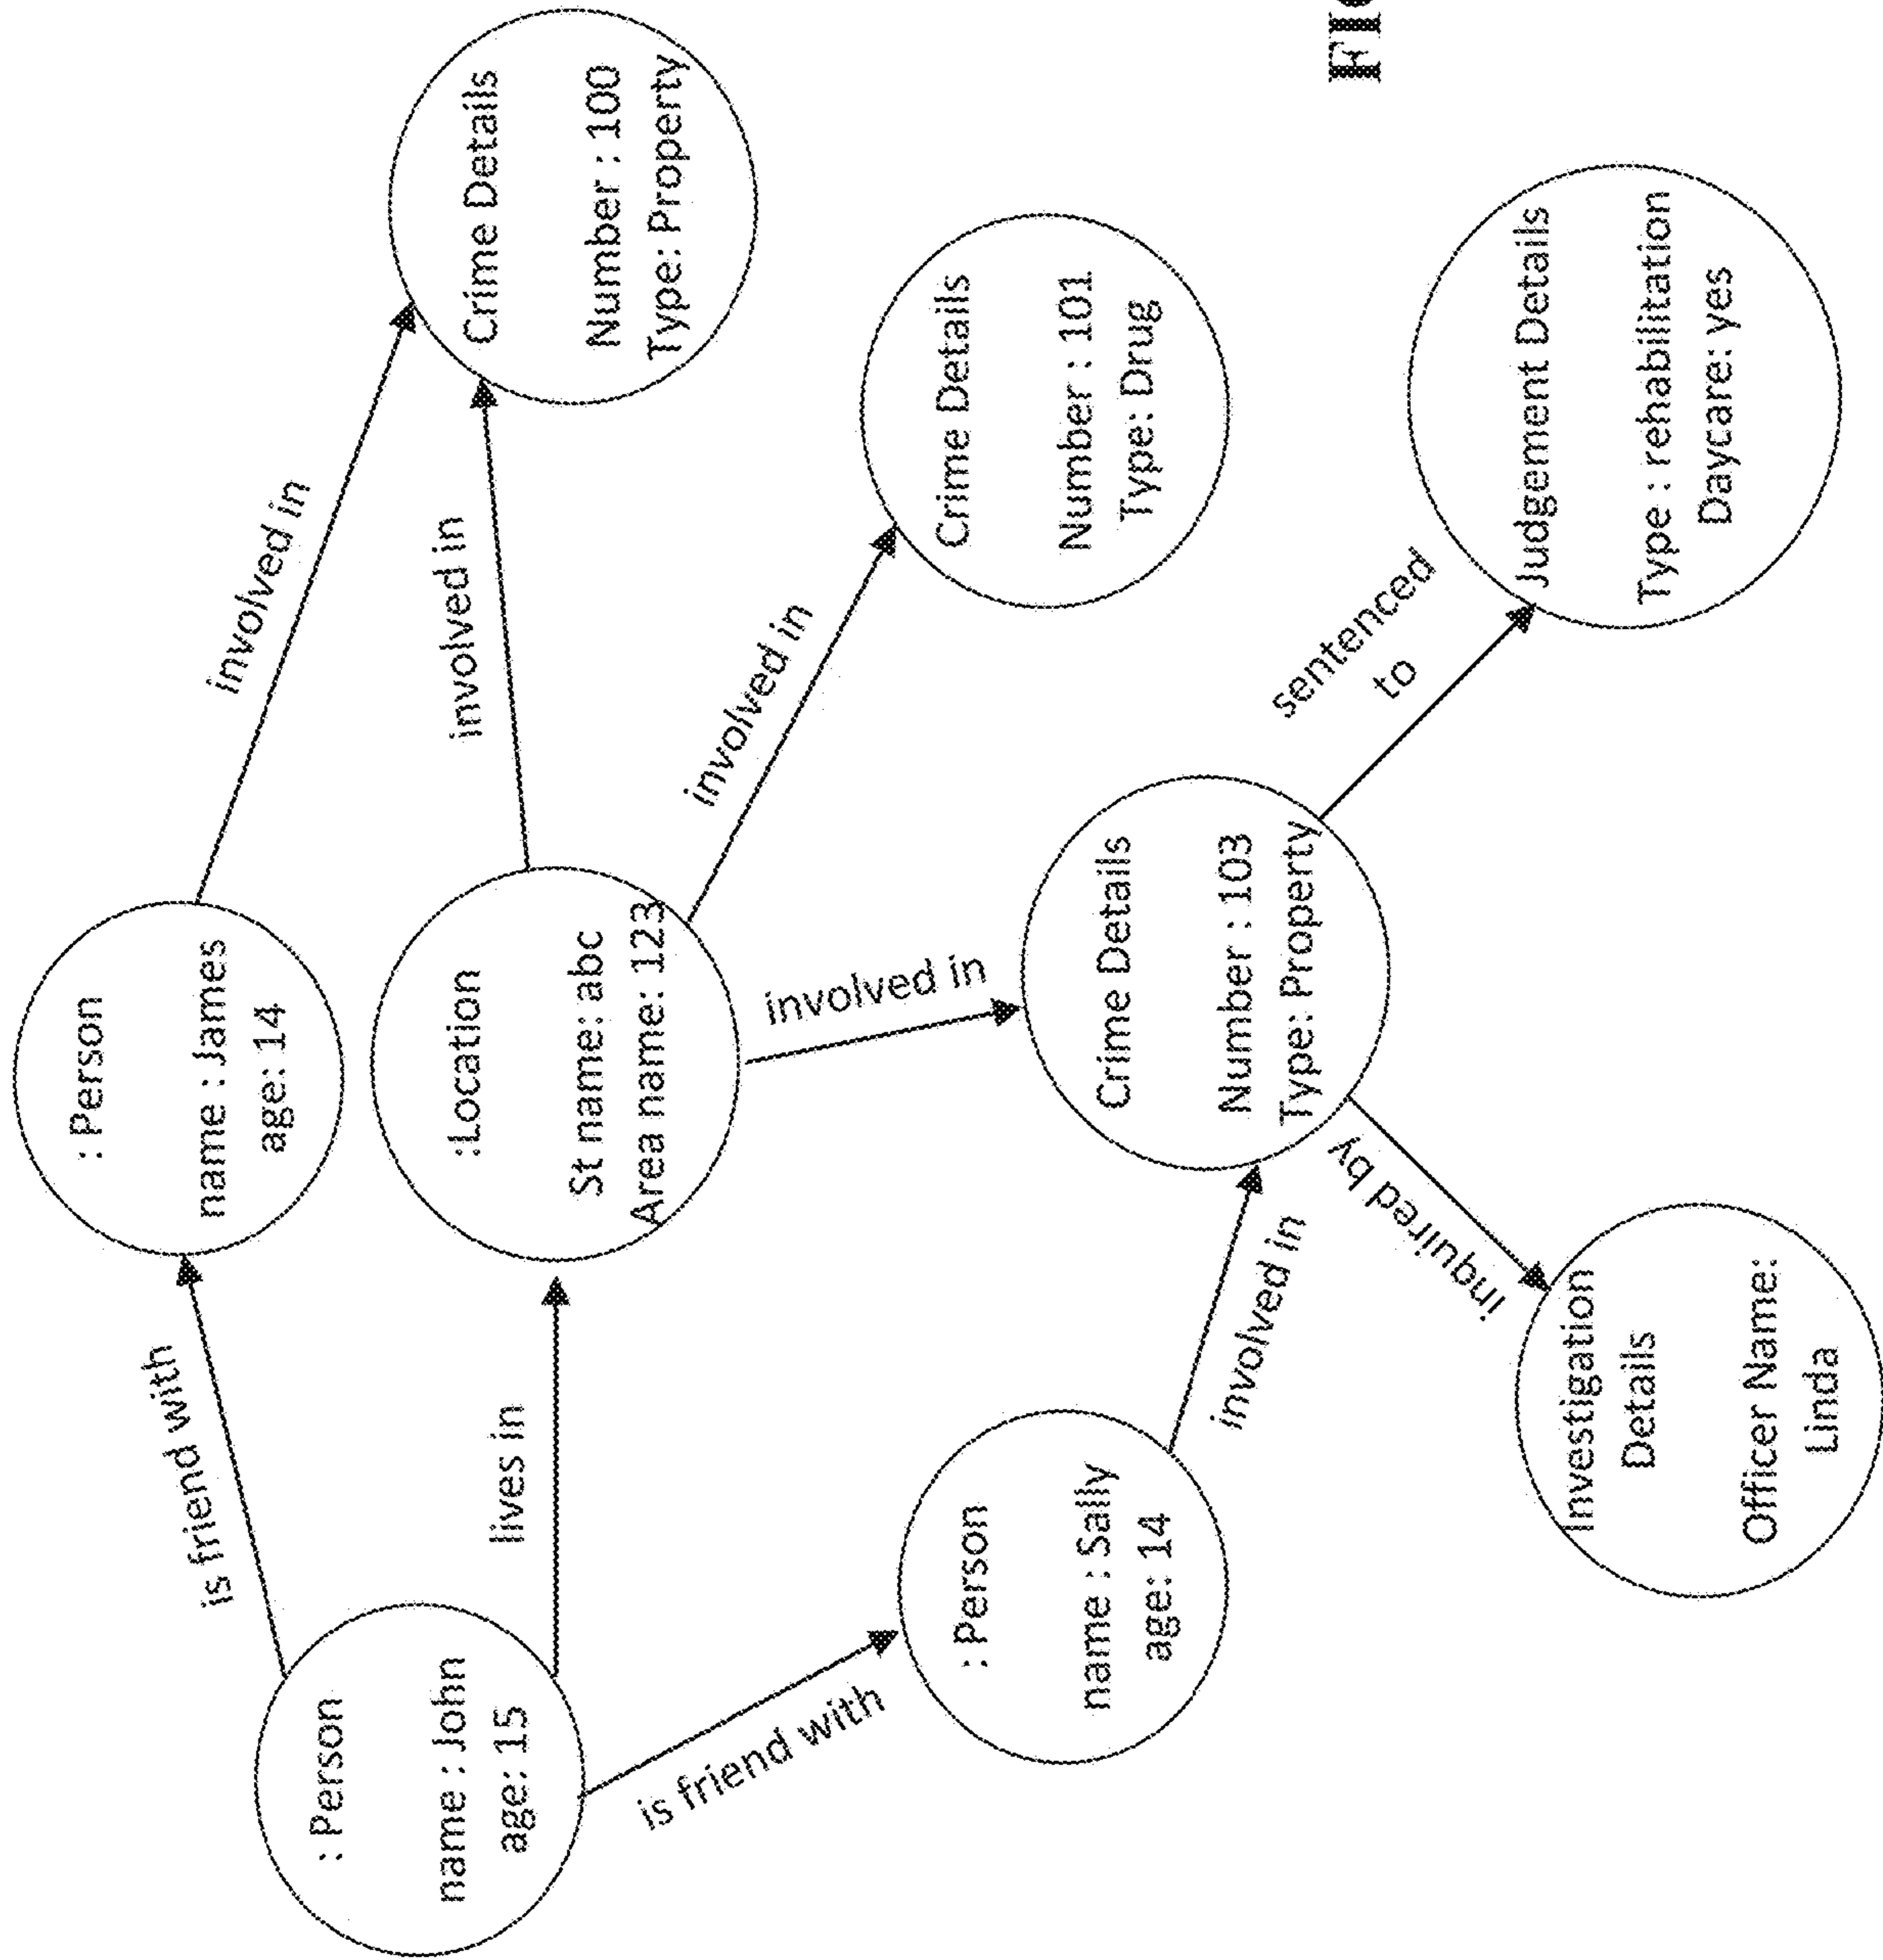 : Person
name : James
age: 14
is friend with
involved in
: Person
name : John
age: 15
lives in
:Location
St name: abc
Area name: 123
involved in
Crime Details
Number : 100
Type: Property
is friend with
involved in
involved in
Crime Details
Number : 101
Type: Drug
: Person
name : Sally
age: 14
involved in
Crime Details
Number : 103
Type: Property
inquired by
sentenced
to
Investigation
Details
Officer Name:
Linda
Judgement Details
Type : rehabilitation
Daycare: yes